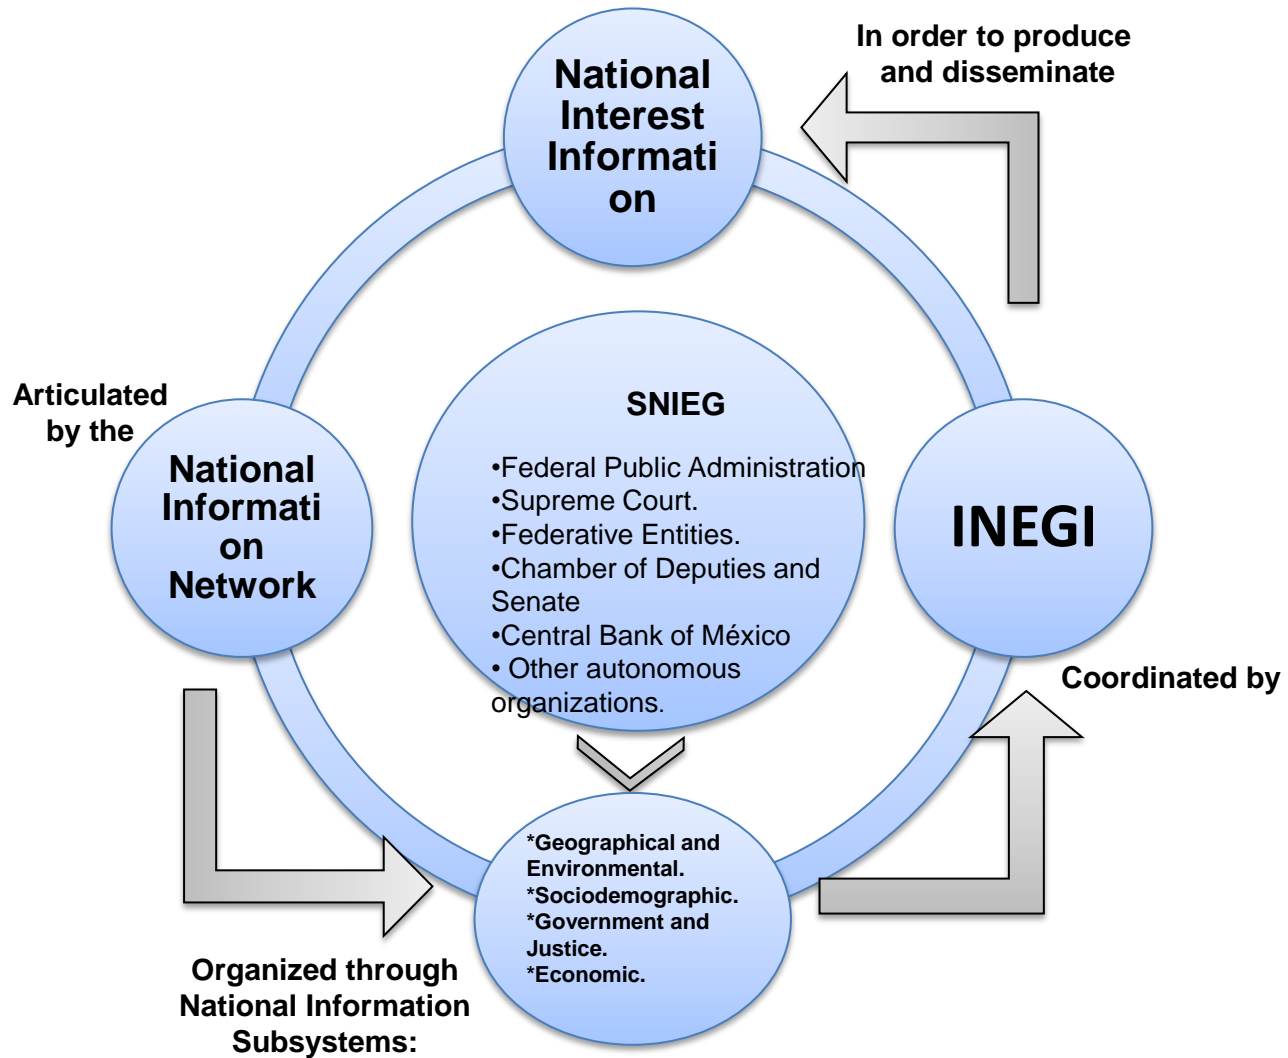 In order to produce
and disseminate
National
Interest
Informati
on
Articulated
by the
National
Informati
on
Network
SNIEG
•Federal Public Administration
•Supreme Court.
•Federative Entities.
•Chamber of Deputies and
Senate
•Central Bank of México
• Other autonomous
organizations.
INEGI
Coordinated by
*Geographical and
Environmental.
*Sociodemographic.
*Government and
Justice.
*Economic.
Organized through
National Information
Subsystems: